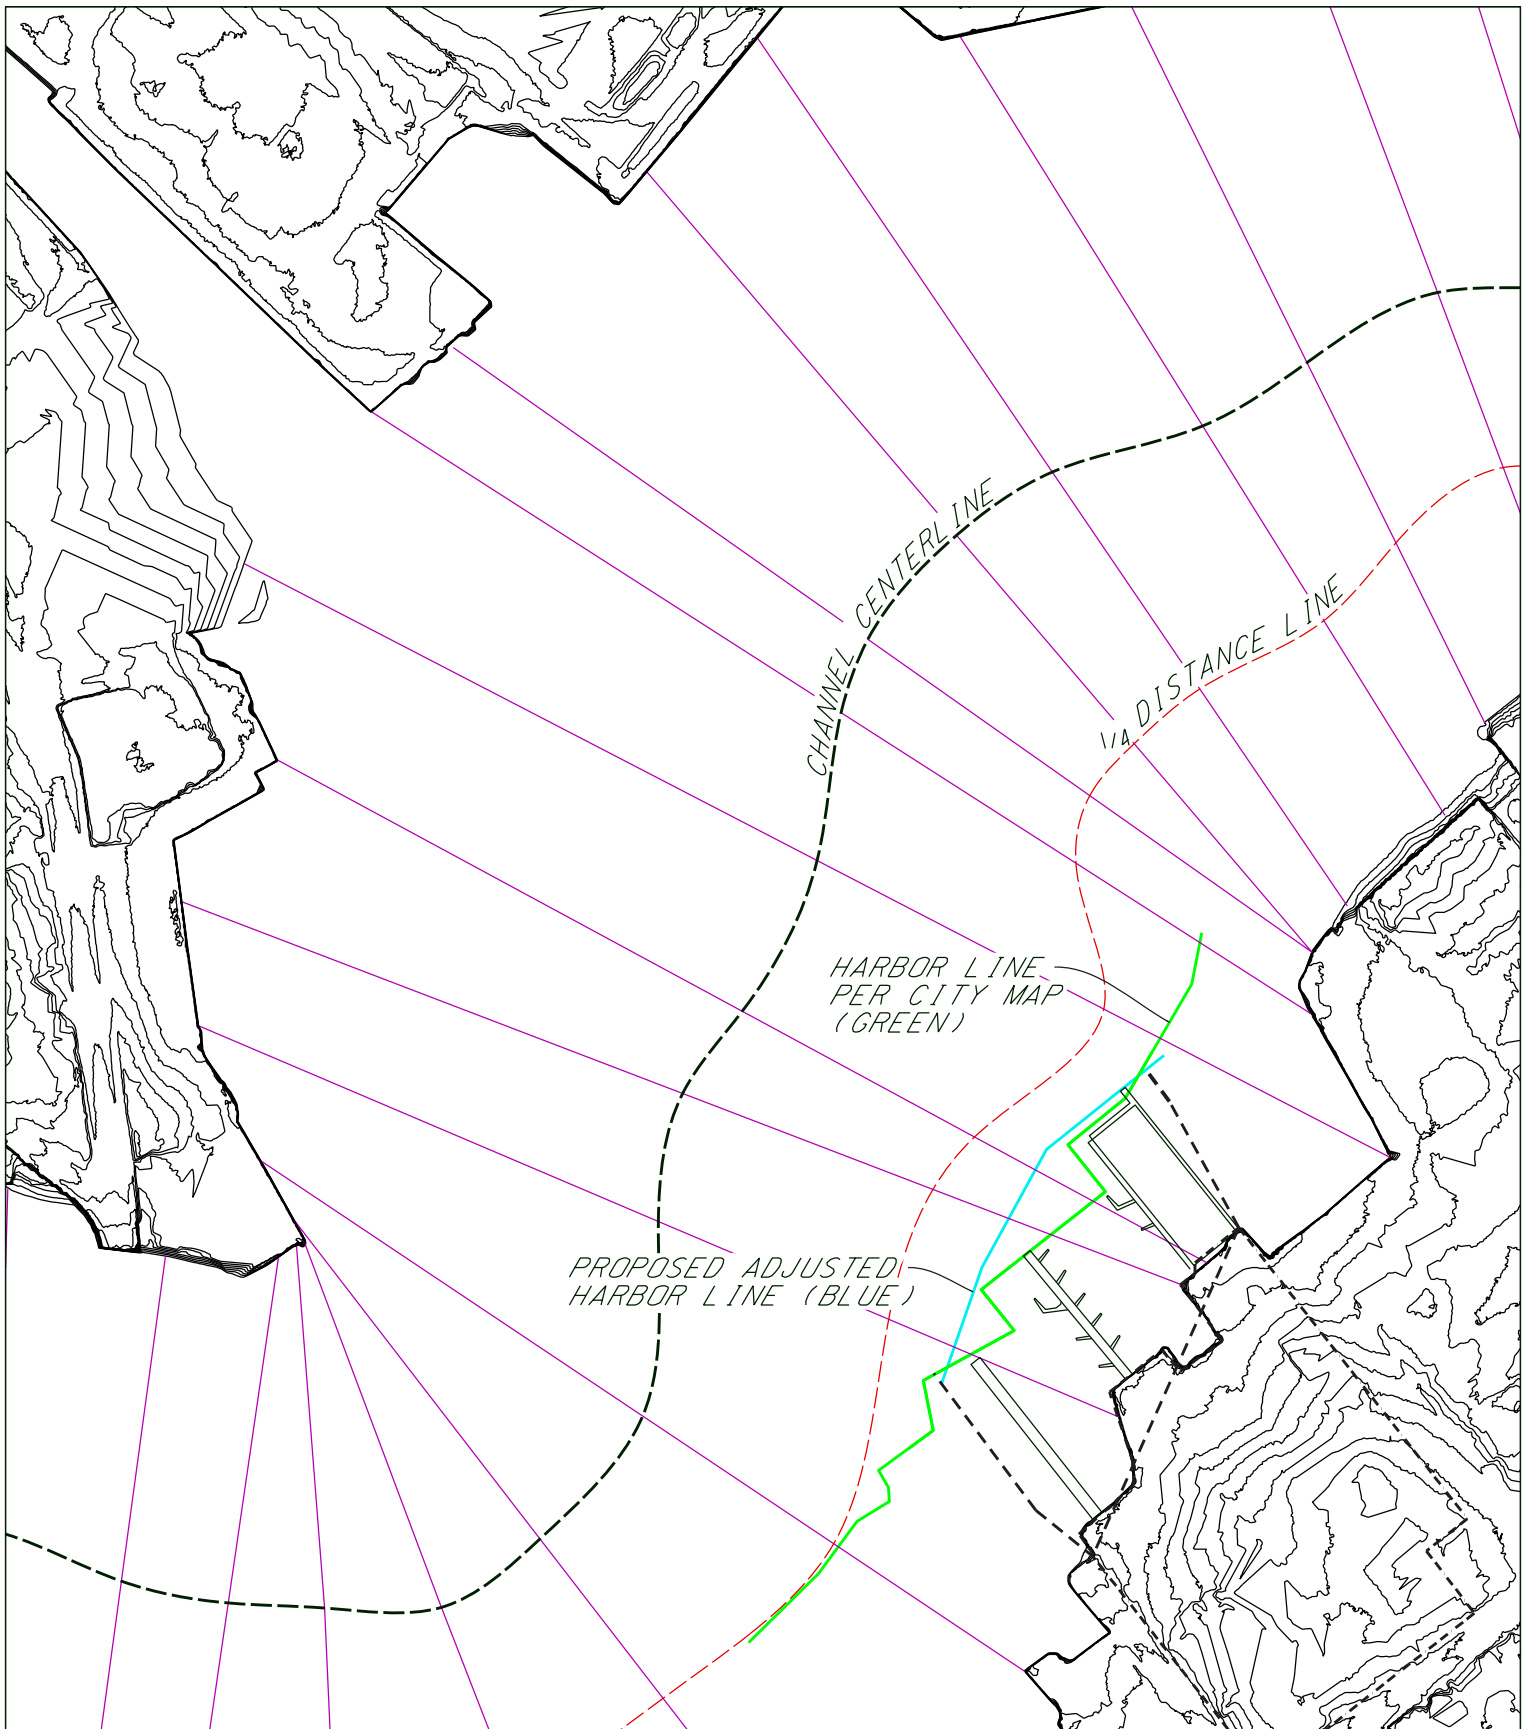 CHANNEL CENTERLINE
1/4 DISTANCE LINE
HARBOR LINE
PER CITY MAP
(GREEN)
PROPOSED ADJUSTED
HARBOR LINE (BLUE)